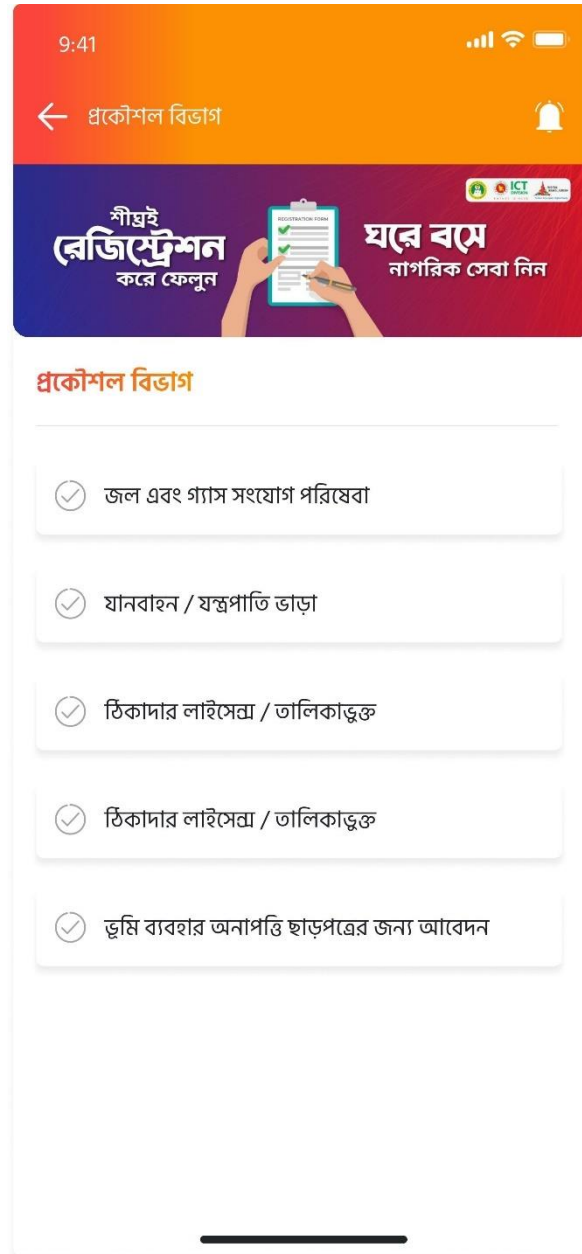 9:41
প্রকৌশল বিভাগ
ICT
DIVISION
শীঘ্রই
রেজিস্ট্রেশন
করে ফেলুন
REGISTRATION FORM
ঘরে বসে
নাগরিক সেবা নিন
প্রকৌশল বিভাগ
জল এবং গ্যাস সংযোগ পরিষেবা
যানবাহন / যন্ত্রপাতি ভাড়া
ঠিকাদার লাইসেন্স / তালিকাভুক্ত
ঠিকাদার লাইসেন্স / তালিকাভুক্ত
ভূমি ব্যবহার অনাপত্তি ছাড়পত্রের জন্য আবেদন